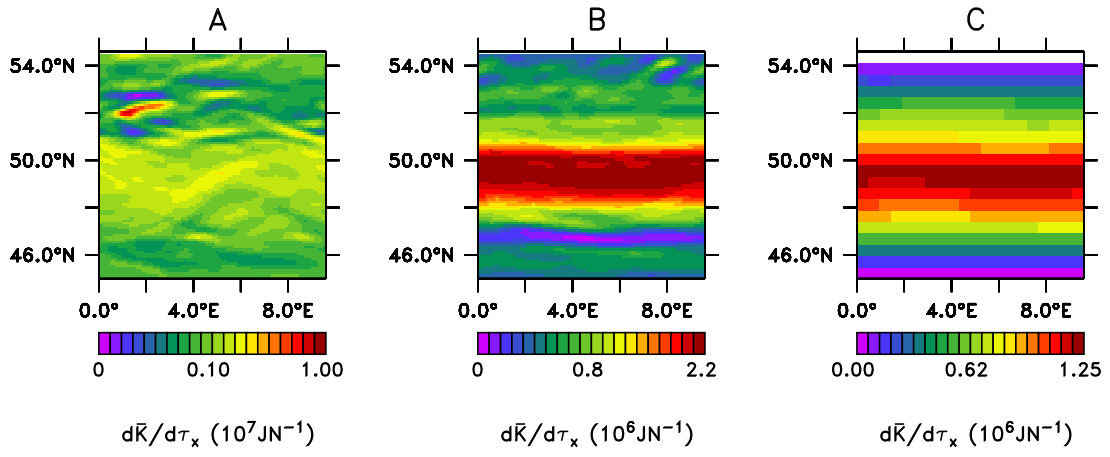 A B C
54.0°N 54.0°N 54.0°N
50.0°N 50.0°N 50.0°N
46.0°N 46.0°N 46.0°N
0.0° 4.0°E 8.0°E 0.0° 4.0°E 8.0°E 0.0° 4.0°E 8.0°E
0 0.10 1.00 0 0.8 2.2 0.00 0.62 1.25
dK̄/dτₓ (10⁷JN⁻¹) dK̄/dτₓ (10⁶JN⁻¹) dK̄/dτₓ (10⁶JN⁻¹)